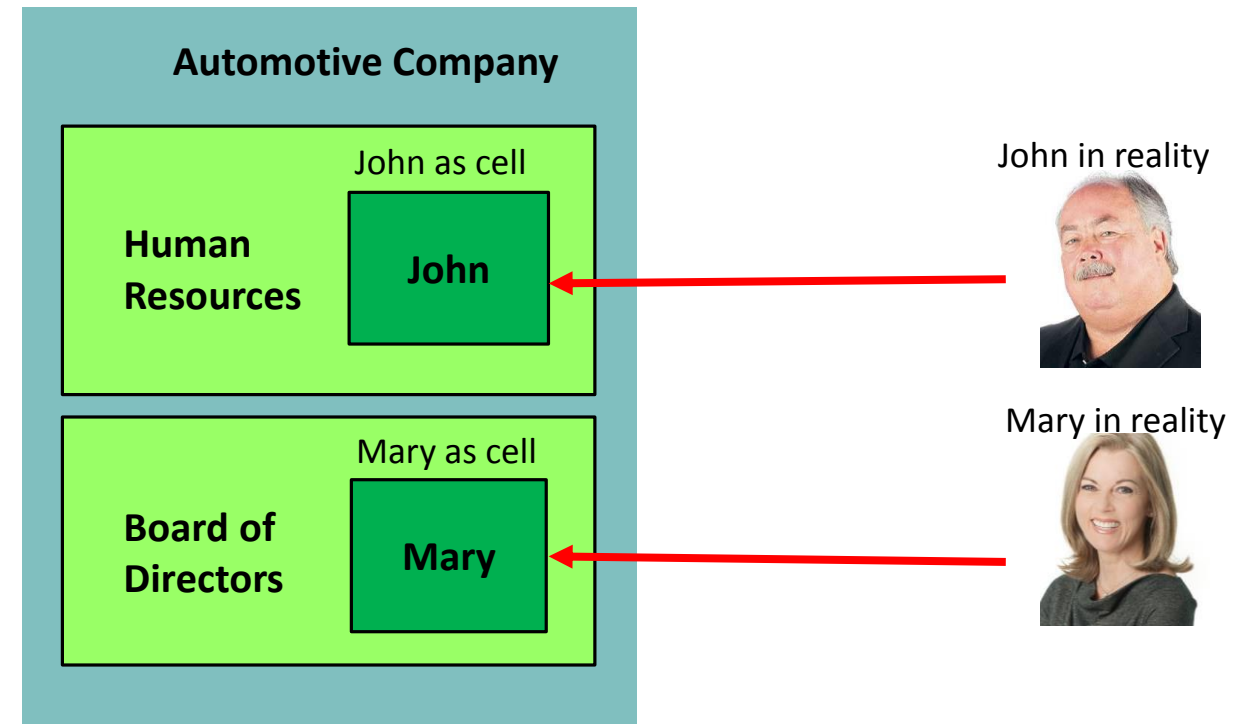 Automotive Company
John as cell
Human
Resources
John
John in reality
Mary as cell
Board of
Directors
Mary
Mary in reality